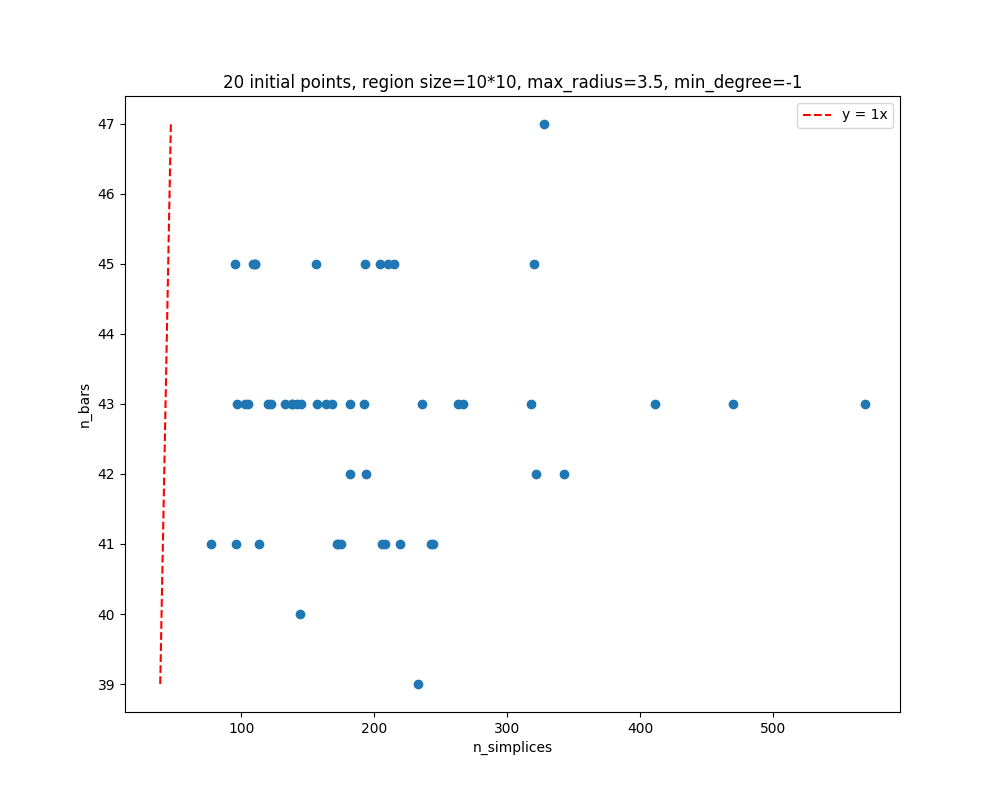 20 initial points, region size=10*10, max_radius=3.5, min_degree=-1
y = 1x
47
46
45
44
43
42
41
40
39
n_bars
100 200 300 400 500
n_simplices